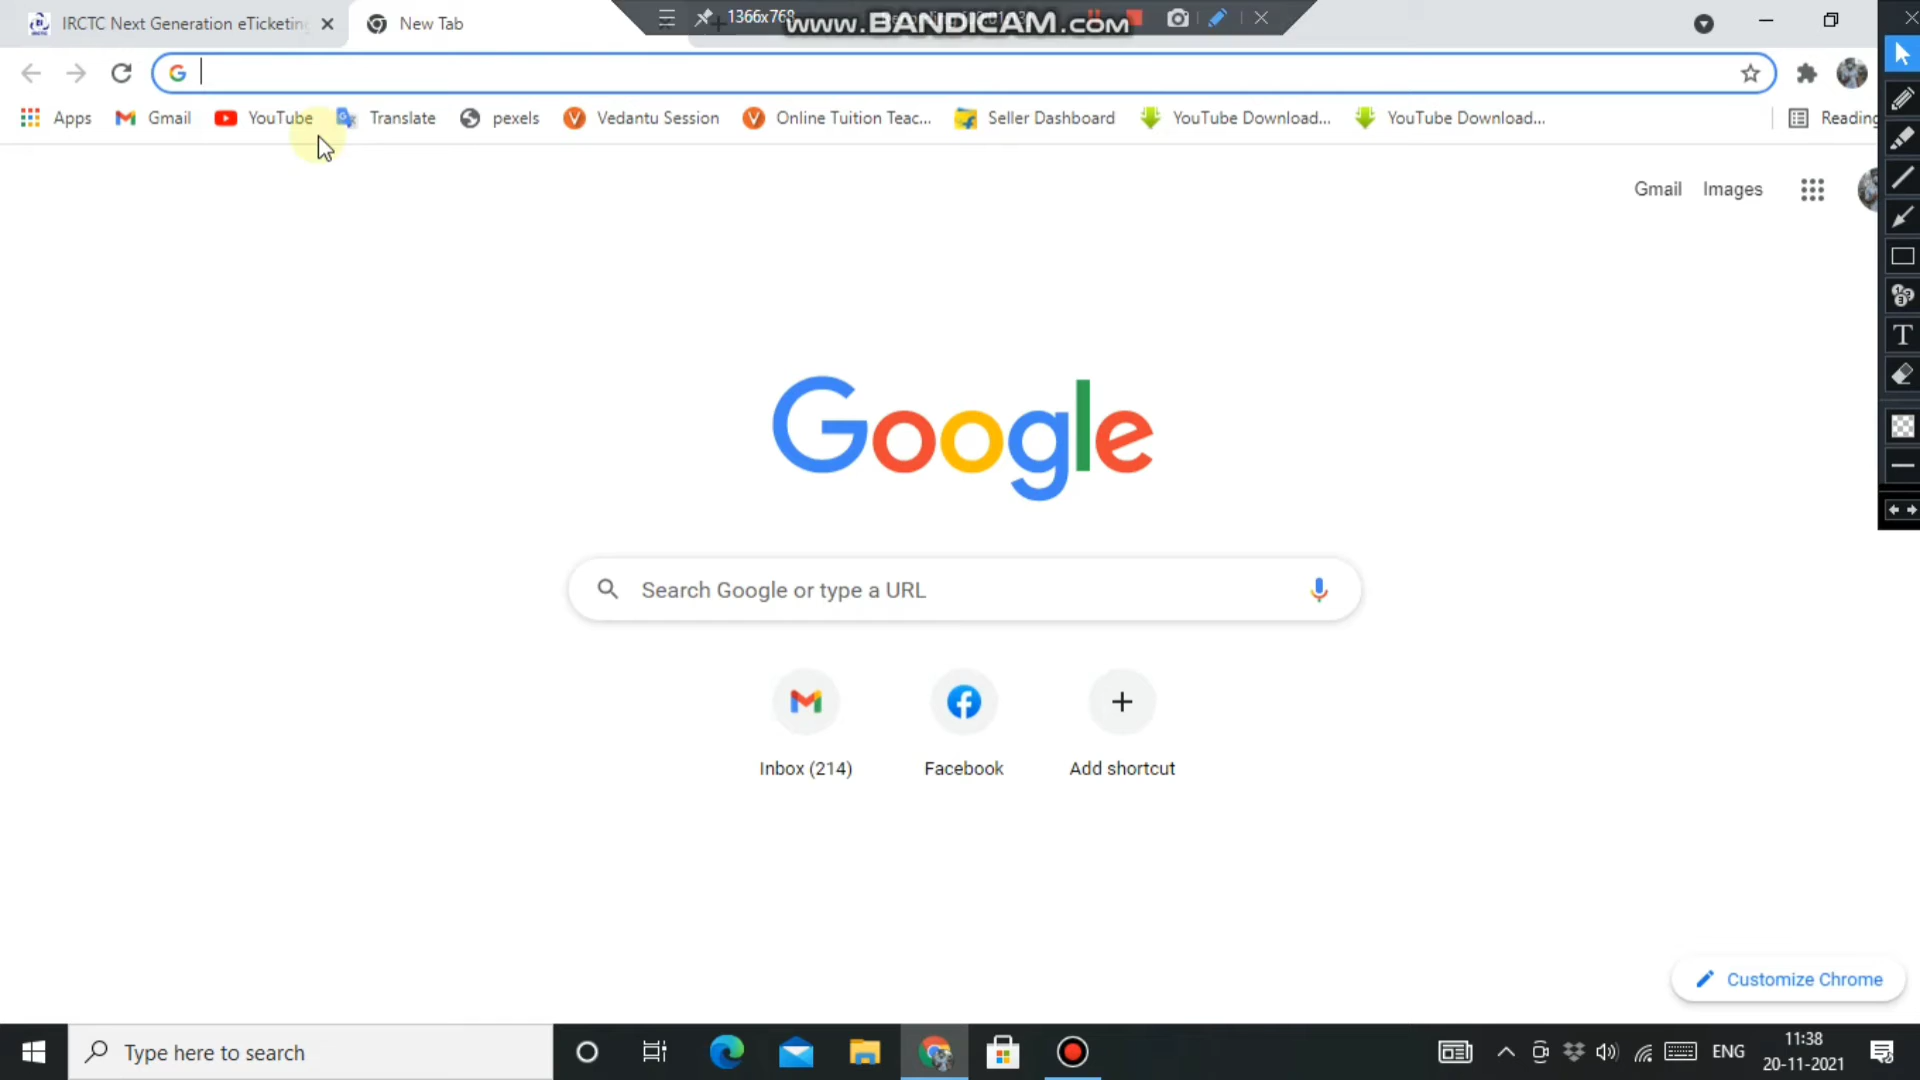 IRCTC Next Generation eTicketing
New Tab
1366x768
www.BANDICAM.com
Apps
Gmail
YouTube
Translate
pexels
Vedantu Session
Online Tuition Teac...
Seller Dashboard
YouTube Download...
YouTube Download...
Reading
Gmail
Images
Google
Search Google or type a URL
Inbox (214)
Facebook
Add shortcut
Customize Chrome
Type here to search
ENG
11:38
20-11-2021